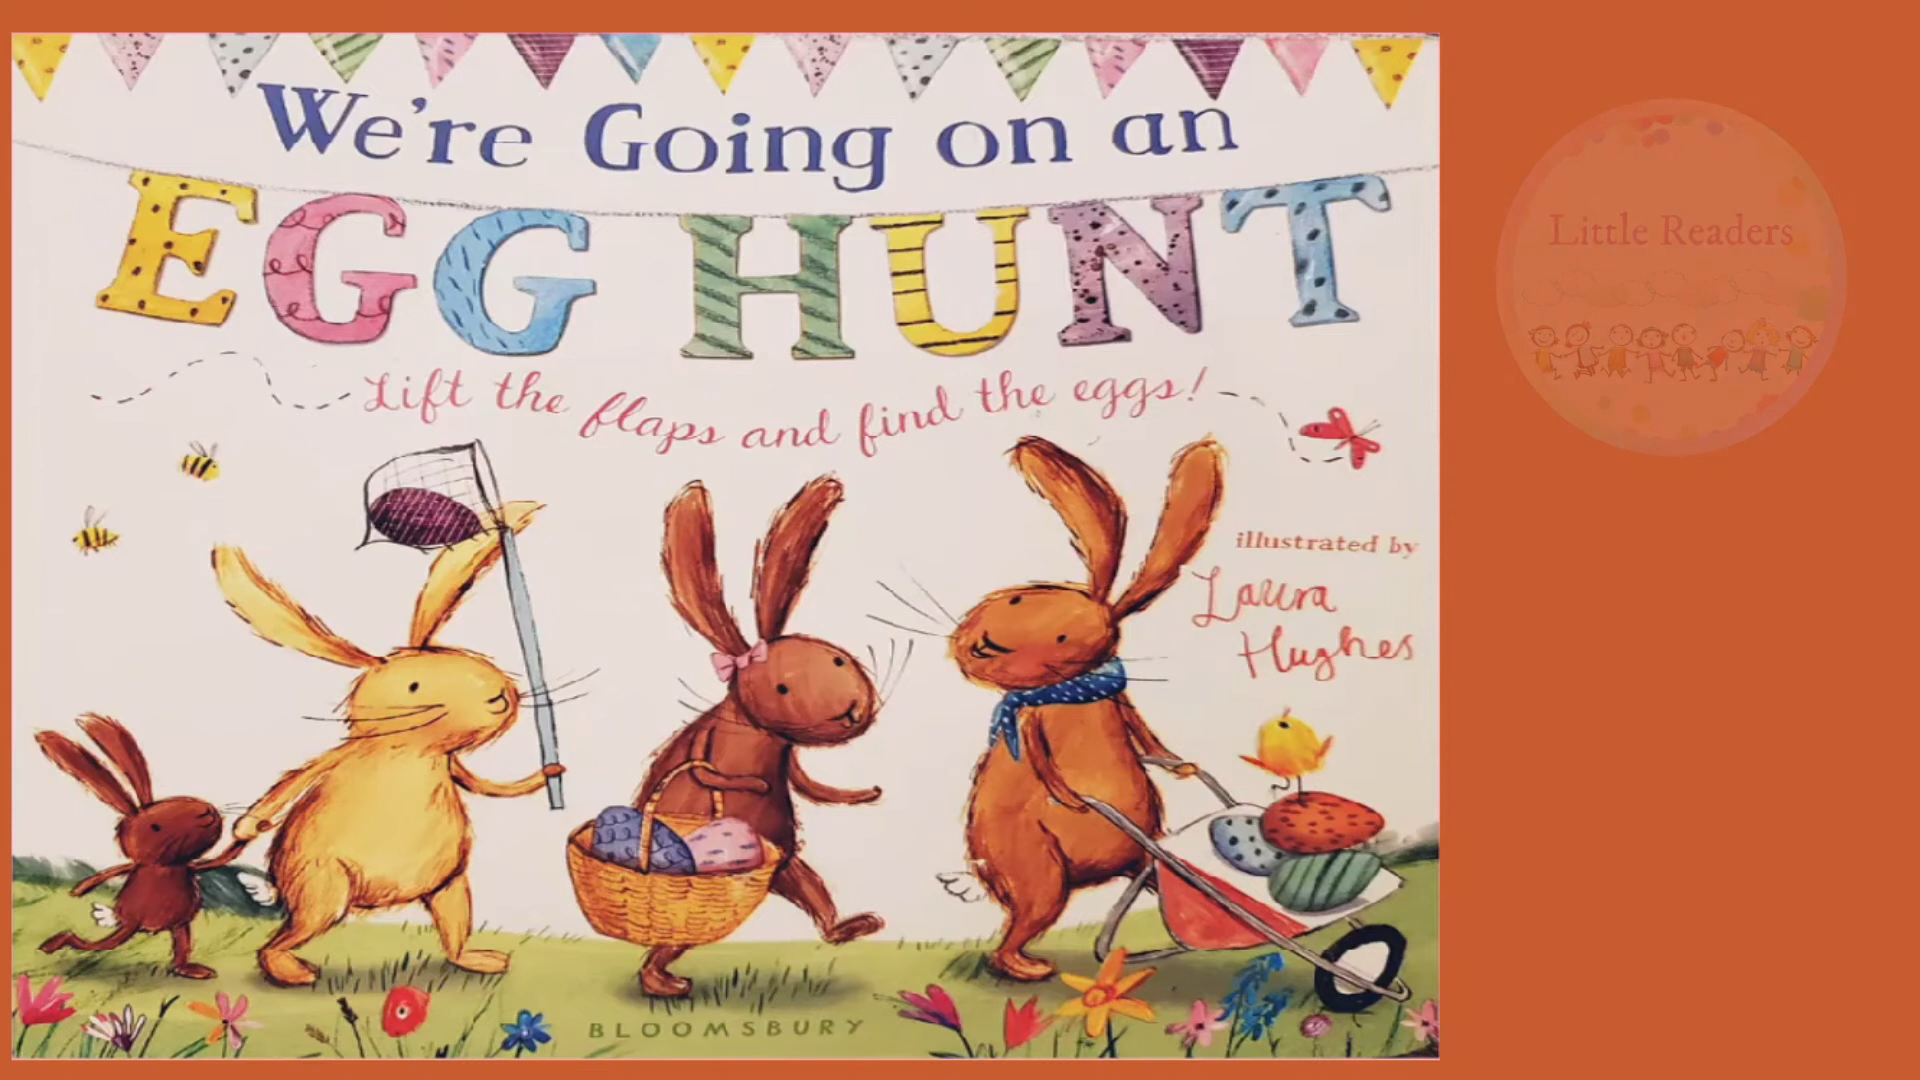 We're Going on an
EGG HUNT
Lift the flaps and find the eggs!
illustrated by
Laura
Hughes
BLOOMSBURY
Little Readers